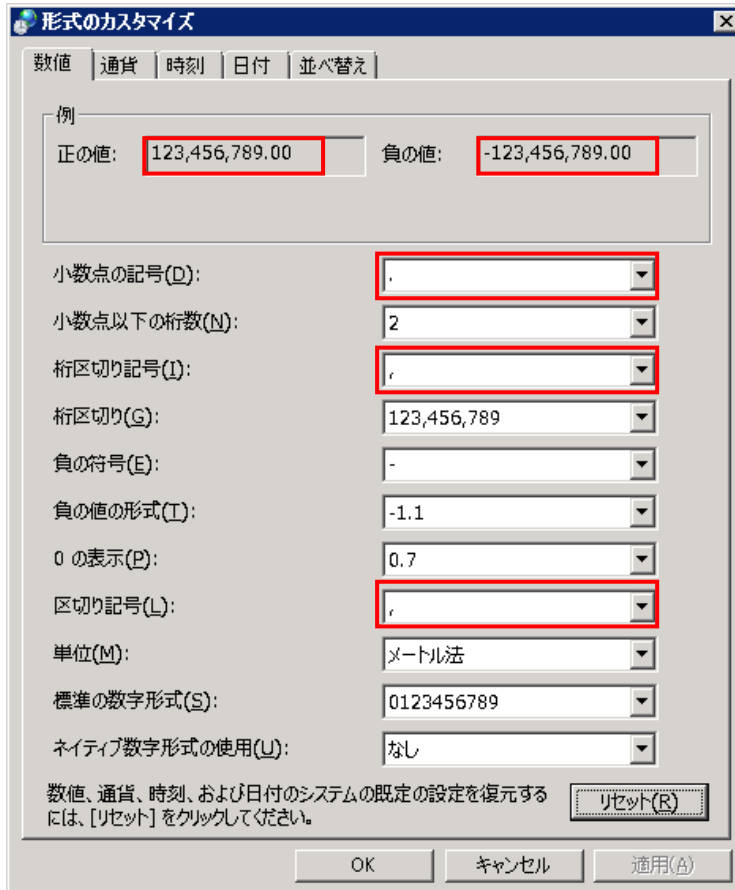 形式のカスタマイズ
数値 通貨 時刻 日付 並べ替え
例
正の値: 123,456,789.00 負の値: -123,456,789.00
小数点の記号(D): .
小数点以下の桁数(N): 2
桁区切り記号(I): ,
桁区切り(G): 123,456,789
負の符号(E): -
負の値の形式(T): -1.1
0 の表示(P): 0.7
区切り記号(L): ,
単位(M): メートル法
標準の数字形式(S): 0123456789
ネイティブ数字形式の使用(U): なし
数値、通貨、時刻、および日付のシステムの既定の設定を復元する
には、[リセット] をクリックしてください。
リセット(R)
OK キャンセル 適用(A)